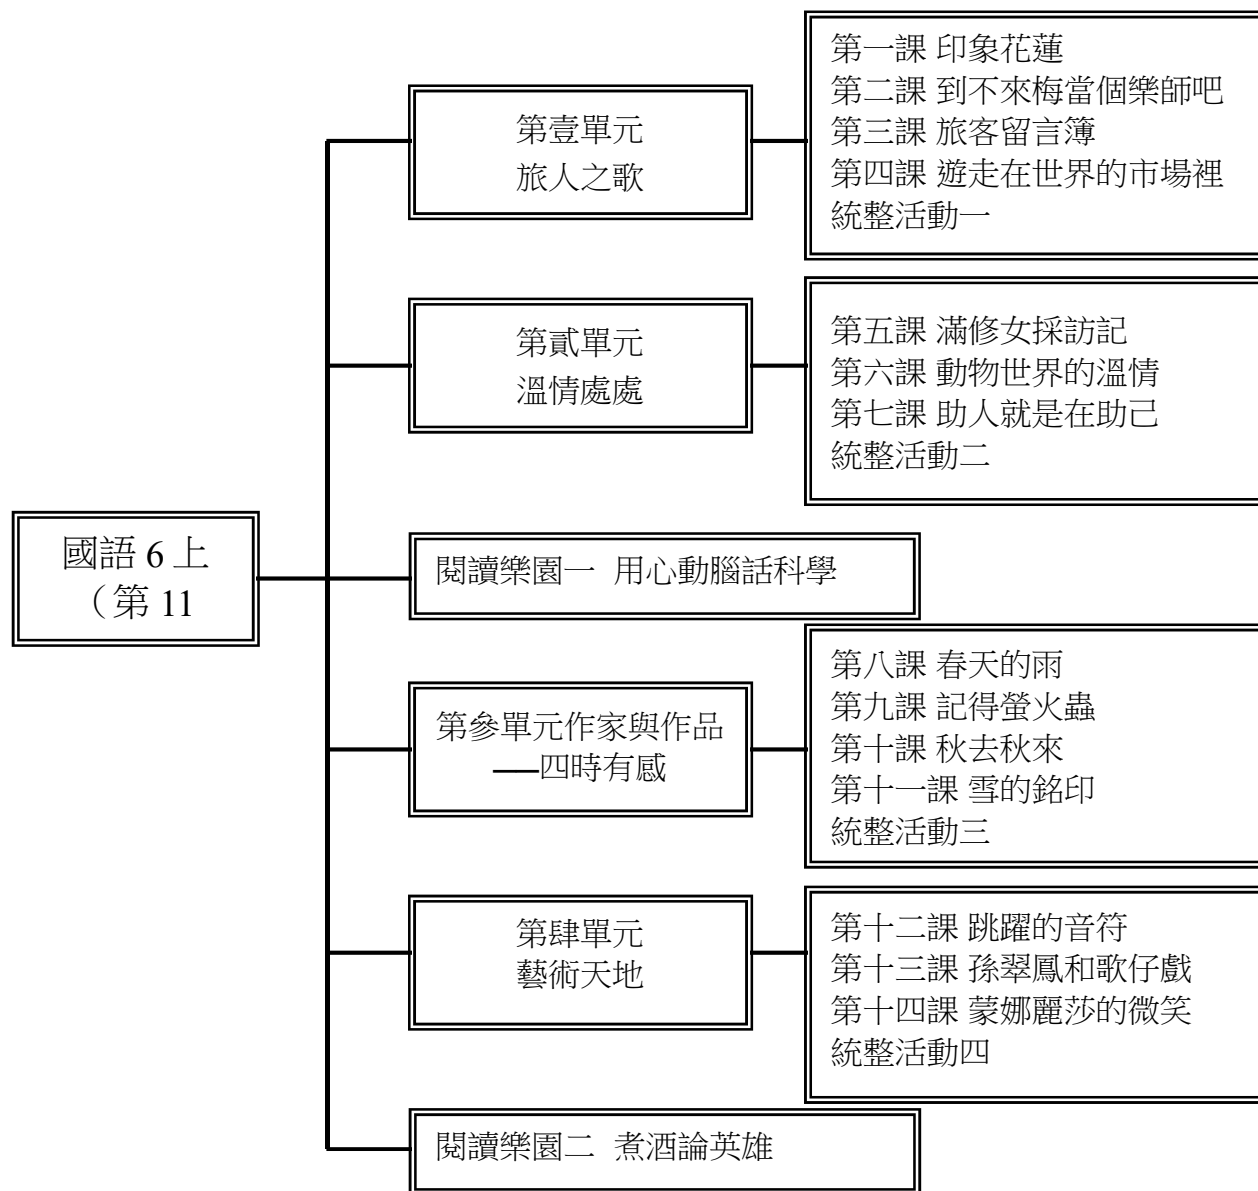 國語 6 上
（第 11
第壹單元
旅人之歌
第一課 印象花蓮
第二課 到不來梅當個樂師吧
第三課 旅客留言簿
第四課 遊走在世界的市場裡
統整活動一
第貳單元
溫情處處
第五課 滿修女採訪記
第六課 動物世界的溫情
第七課 助人就是在助己
統整活動二
閱讀樂園一 用心動腦話科學
第參單元作家與作品
──四時有感
第八課 春天的雨
第九課 記得螢火蟲
第十課 秋去秋來
第十一課 雪的銘印
統整活動三
第肆單元
藝術天地
第十二課 跳躍的音符
第十三課 孫翠鳳和歌仔戲
第十四課 蒙娜麗莎的微笑
統整活動四
閱讀樂園二 煮酒論英雄